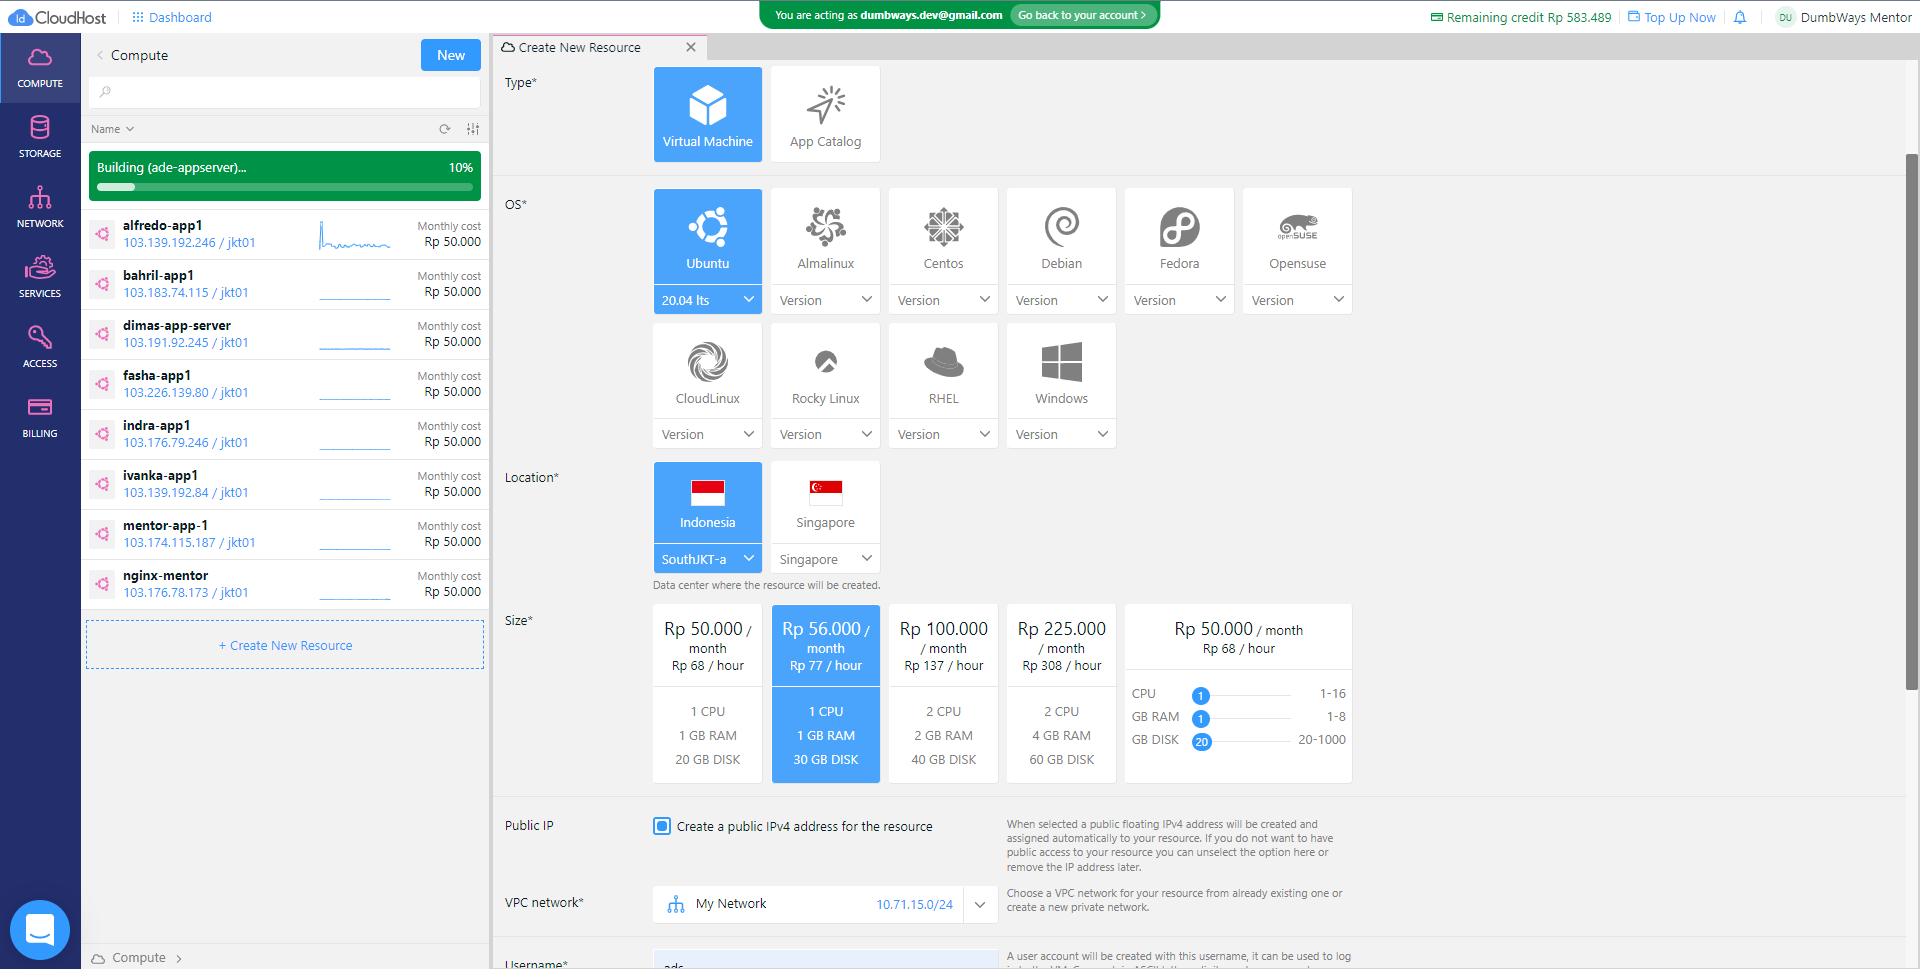 Id CloudHost
Dashboard
You are acting as dumbways.dev@gmail.com
Go back to your account >
Remaining credit Rp 583.489
Top Up Now
DU
DumbWays Mentor
COMPUTE
STORAGE
NETWORK
SERVICES
ACCESS
BILLING
Compute
New
Name
Building (ade-appserver)...
10%
alfredo-app1
103.139.192.246 / jkt01
Monthly cost
Rp 50.000
bahril-app1
103.183.74.115 / jkt01
Monthly cost
Rp 50.000
dimas-app-server
103.191.92.245 / jkt01
Monthly cost
Rp 50.000
fasha-app1
103.226.139.80 / jkt01
Monthly cost
Rp 50.000
indra-app1
103.176.79.246 / jkt01
Monthly cost
Rp 50.000
ivanka-app1
103.139.192.84 / jkt01
Monthly cost
Rp 50.000
mentor-app-1
103.174.115.187 / jkt01
Monthly cost
Rp 50.000
nginx-mentor
103.176.78.173 / jkt01
Monthly cost
Rp 50.000
+ Create New Resource
Compute
Create New Resource
Type*
Virtual Machine
App Catalog
OS*
Ubuntu
20.04 lts
Almalinux
Version
Centos
Version
Debian
Version
Fedora
Version
openSUSE
Opensuse
Version
CloudLinux
Version
Rocky Linux
Version
RHEL
Version
Windows
Version
Location*
Indonesia
SouthJKT-a
Singapore
Singapore
Data center where the resource will be created.
Size*
Rp 50.000 /
month
Rp 68 / hour
1 CPU
1 GB RAM
20 GB DISK
Rp 56.000 /
month
Rp 77 / hour
1 CPU
1 GB RAM
30 GB DISK
Rp 100.000
/ month
Rp 137 / hour
2 CPU
2 GB RAM
40 GB DISK
Rp 225.000
/ month
Rp 308 / hour
2 CPU
4 GB RAM
60 GB DISK
Rp 50.000 / month
Rp 68 / hour
CPU 1 1-16
GB RAM 1 1-8
GB DISK 20 20-1000
Public IP
Create a public IPv4 address for the resource
When selected a public floating IPv4 address will be created and
assigned automatically to your resource. If you do not want to have
public access to your resource you can unselect the option here or
remove the IP address later.
VPC network*
My Network
10.71.15.0/24
Choose a VPC network for your resource from already existing one or
create a new private network.
Username*
A user account will be created with this username, it can be used to log